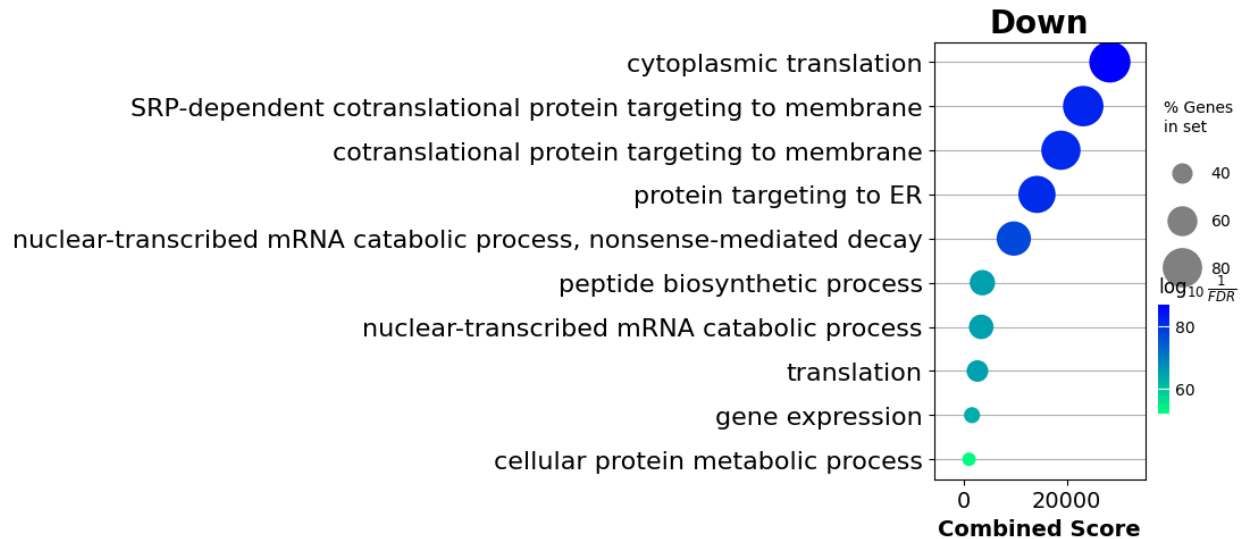 Down
cytoplasmic translation
SRP-dependent cotranslational protein targeting to membrane
cotranslational protein targeting to membrane
protein targeting to ER
nuclear-transcribed mRNA catabolic process, nonsense-mediated decay
peptide biosynthetic process
nuclear-transcribed mRNA catabolic process
translation
gene expression
cellular protein metabolic process
0 20000
Combined Score
% Genes
in set
40
60
80
log₁₀ 1/FDR
80
60